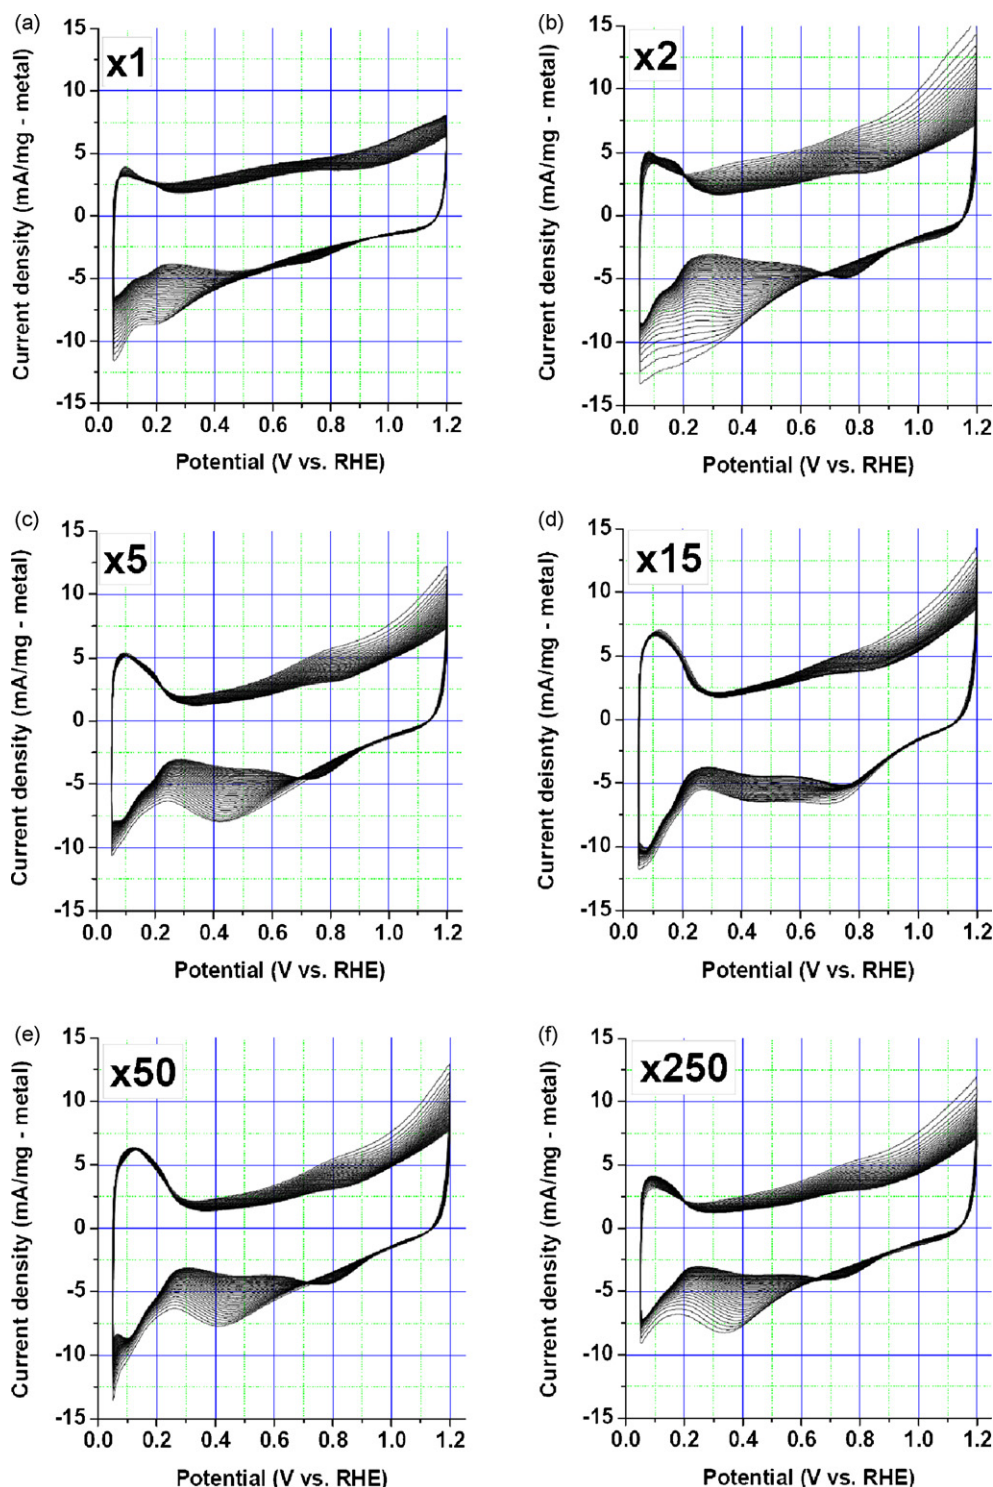 (a)
x1
Current density (mA/mg - metal)
15
10
5
0
-5
-10
-15
0.0 0.2 0.4 0.6 0.8 1.0 1.2
Potential (V vs. RHE)
(b)
x2
Current density (mA/mg - metal)
15
10
5
0
-5
-10
-15
0.0 0.2 0.4 0.6 0.8 1.0 1.2
Potential (V vs. RHE)
(c)
x5
Current density (mA/mg - metal)
15
10
5
0
-5
-10
-15
0.0 0.2 0.4 0.6 0.8 1.0 1.2
Potential (V vs. RHE)
(d)
x15
Current deisnty (mA/mg - metal)
15
10
5
0
-5
-10
-15
0.0 0.2 0.4 0.6 0.8 1.0 1.2
Potential (V vs. RHE)
(e)
x50
Current density (mA/mg - metal)
15
10
5
0
-5
-10
-15
0.0 0.2 0.4 0.6 0.8 1.0 1.2
Potential (V vs. RHE)
(f)
x250
Current density (mA/mg - metal)
15
10
5
0
-5
-10
-15
0.0 0.2 0.4 0.6 0.8 1.0 1.2
Potential (V vs. RHE)